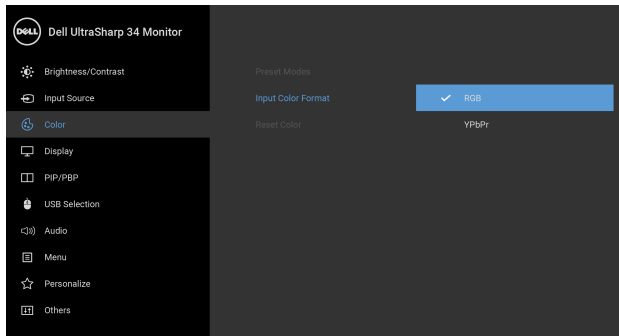 DELL Dell UltraSharp 34 Monitor
Brightness/Contrast
Input Source
Color
Display
PIP/PBP
USB Selection
Audio
Menu
Personalize
Others
Preset Modes
Input Color Format
Reset Color
RGB
YPbPr